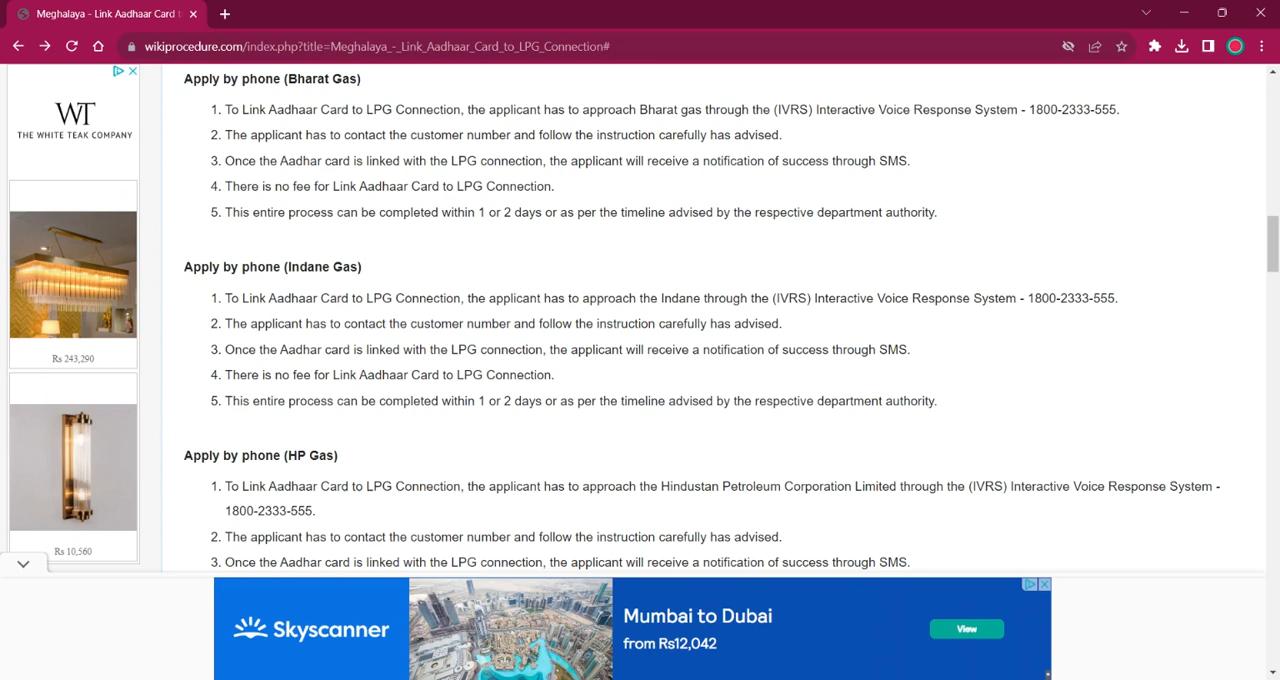 Meghalaya - Link Aadhaar Card t
wikiprocedure.com/index.php?title=Meghalaya_-_Link_Aadhaar_Card_to_LPG_Connection#
WT
THE WHITE TEAK COMPANY
Rs 243,290
Rs 10,560
Apply by phone (Bharat Gas)
1. To Link Aadhaar Card to LPG Connection, the applicant has to approach Bharat gas through the (IVRS) Interactive Voice Response System - 1800-2333-555.
2. The applicant has to contact the customer number and follow the instruction carefully has advised.
3. Once the Aadhar card is linked with the LPG connection, the applicant will receive a notification of success through SMS.
4. There is no fee for Link Aadhaar Card to LPG Connection.
5. This entire process can be completed within 1 or 2 days or as per the timeline advised by the respective department authority.
Apply by phone (Indane Gas)
1. To Link Aadhaar Card to LPG Connection, the applicant has to approach the Indane through the (IVRS) Interactive Voice Response System - 1800-2333-555.
2. The applicant has to contact the customer number and follow the instruction carefully has advised.
3. Once the Aadhar card is linked with the LPG connection, the applicant will receive a notification of success through SMS.
4. There is no fee for Link Aadhaar Card to LPG Connection.
5. This entire process can be completed within 1 or 2 days or as per the timeline advised by the respective department authority.
Apply by phone (HP Gas)
1. To Link Aadhaar Card to LPG Connection, the applicant has to approach the Hindustan Petroleum Corporation Limited through the (IVRS) Interactive Voice Response System -
1800-2333-555.
2. The applicant has to contact the customer number and follow the instruction carefully has advised.
3. Once the Aadhar card is linked with the LPG connection, the applicant will receive a notification of success through SMS.
Skyscanner
Mumbai to Dubai
from Rs12,042
View